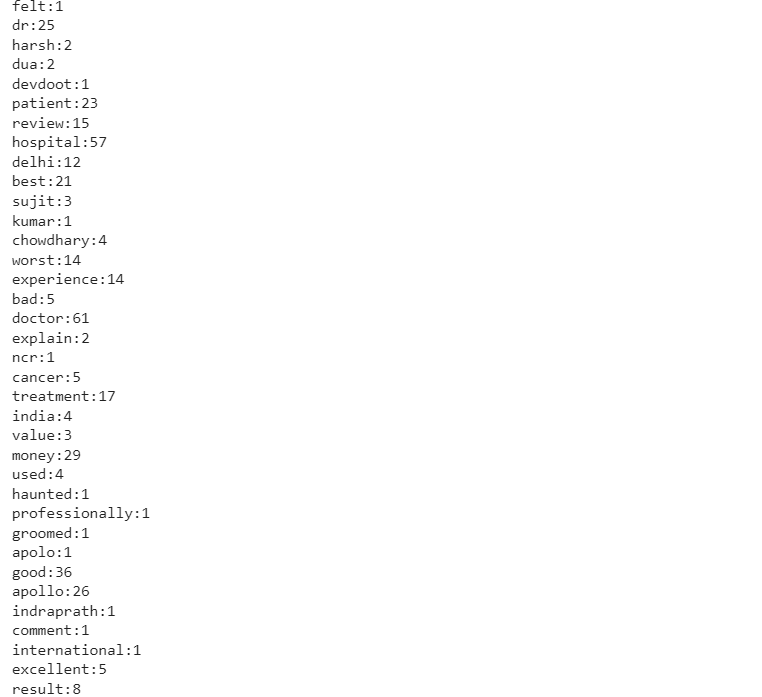 felt:1
dr:25
harsh:2
dua:2
devdoot:1
patient:23
review:15
hospital:57
delhi:12
best:21
sujit:3
kumar:1
chowdhary:4
worst:14
experience:14
bad:5
doctor:61
explain:2
ncr:1
cancer:5
treatment:17
india:4
value:3
money:29
used:4
haunted:1
professionally:1
groomed:1
apolo:1
good:36
apollo:26
indraprath:1
comment:1
international:1
excellent:5
result:8